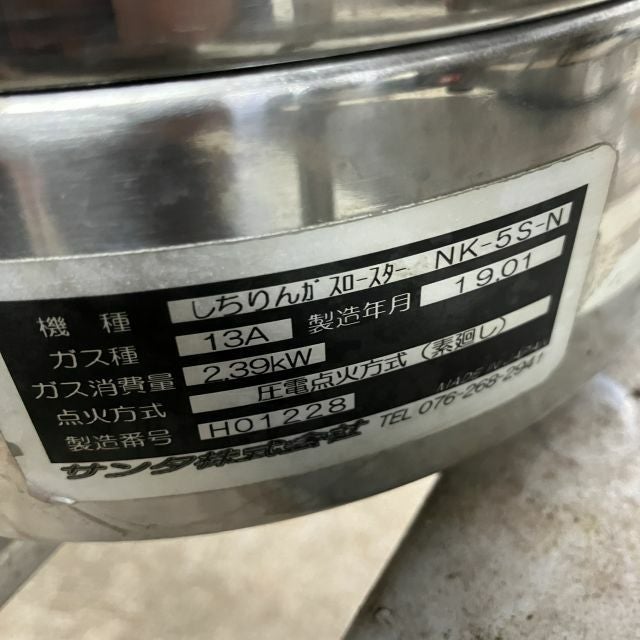 機種 しちりんガスロースター NK-5S-N
ガス種 13A 製造年月 19.01
ガス消費量 2.39kW
点火方式 圧電点火方式(素廻し)
製造番号 H01228 MADE IN JAPAN
サンタ株式会社 TEL 076-268-2941